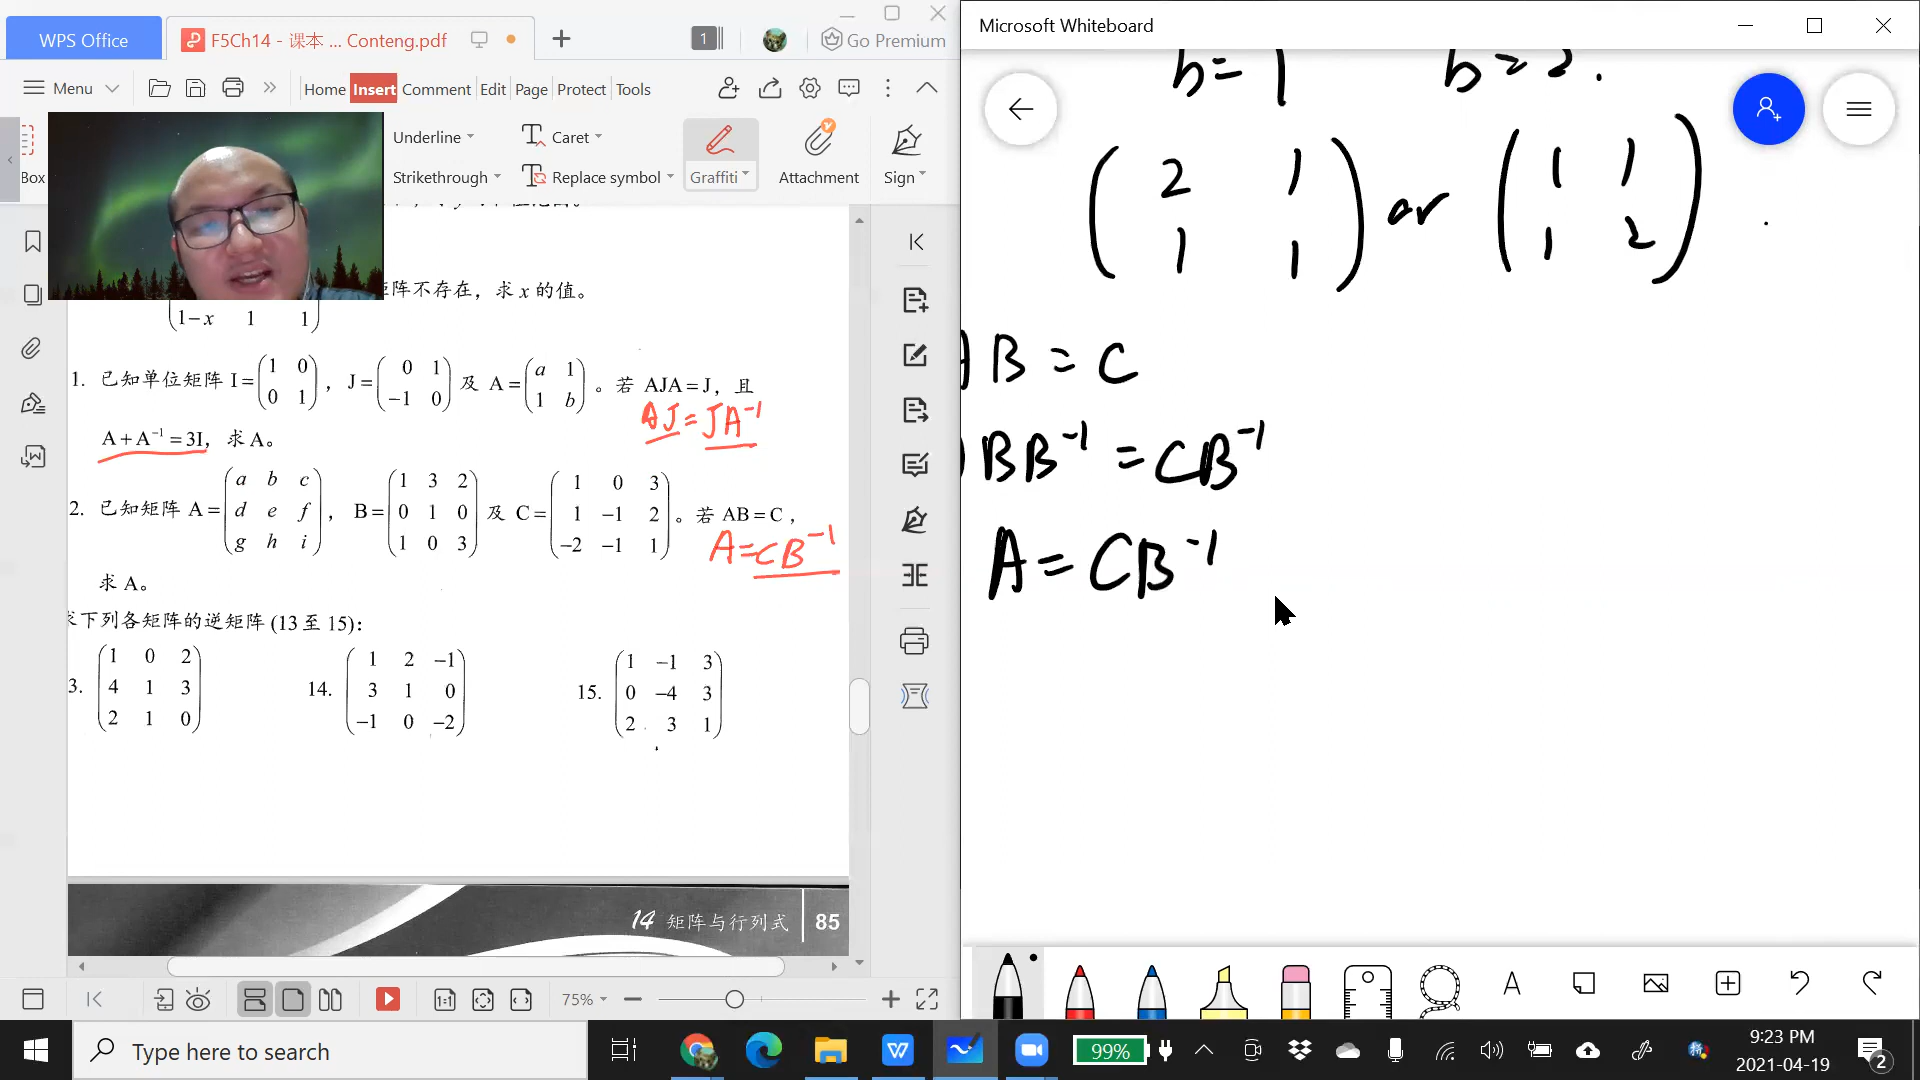 WPS Office
F5Ch14 - 课本 ... Conteng.pdf
1
Go Premium
Menu
Home Insert Comment Edit Page Protect Tools
Box
Underline
Caret
Strikethrough
Replace symbol
Graffiti
Attachment
Sign
矩阵不存在，求 x 的值。
1−x 1 1
1. 已知单位矩阵 I = (1 0; 0 1)，J = (0 1; −1 0) 及 A = (a 1; 1 b)。若 AJA = J，且
AJ = JA⁻¹
A + A⁻¹ = 3I，求 A。
2. 已知矩阵 A = (a b c; d e f; g h i)，B = (1 3 2; 0 1 0; 1 0 3) 及 C = (1 0 3; 1 −1 2; −2 −1 1)。若 AB = C，
A = CB⁻¹
求 A。
求下列各矩阵的逆矩阵 (13 至 15)：
3. (1 0 2; 4 1 3; 2 1 0)
14. (1 2 −1; 3 1 0; −1 0 −2)
15. (1 −1 3; 0 −4 3; 2 3 1)
14 矩阵与行列式 85
75%
Microsoft Whiteboard
b = 1 b = 2 .
(2 1; 1 1) or (1 1; 1 2) .
AB = C
BB⁻¹ = CB⁻¹
A = CB⁻¹
Type here to search
99%
9:23 PM
2021-04-19
2